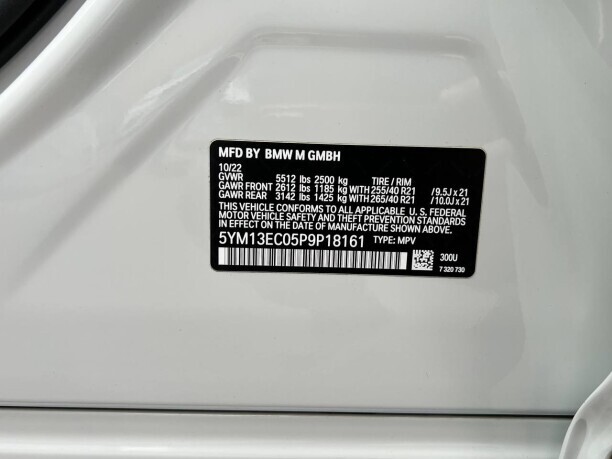 MFD BY BMW M GMBH
10/22
GVWR 5512 lbs 2500 kg TIRE / RIM
GAWR FRONT 2612 lbs 1185 kg WITH 255/40 R21 /9.5J x 21
GAWR REAR 3142 lbs 1425 kg WITH 265/40 R21 /10.0J x 21
THIS VEHICLE CONFORMS TO ALL APPLICABLE U. S. FEDERAL
MOTOR VEHICLE SAFETY AND THEFT PREVENTION STANDARDS
IN EFFECT ON THE DATE OF MANUFACTURE SHOWN ABOVE.
5YM13EC05P9P18161 TYPE: MPV
300U
7 320 730